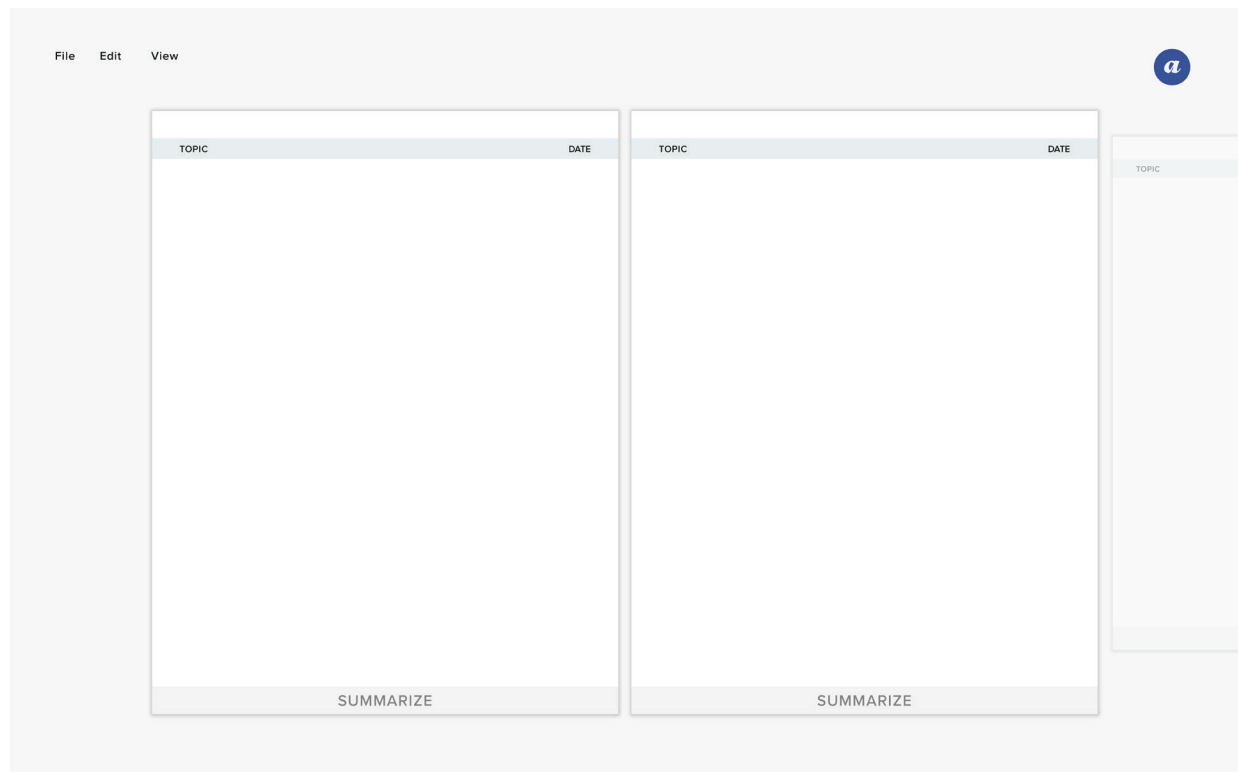 File Edit View
a
TOPIC DATE
TOPIC DATE
TOPIC
SUMMARIZE
SUMMARIZE